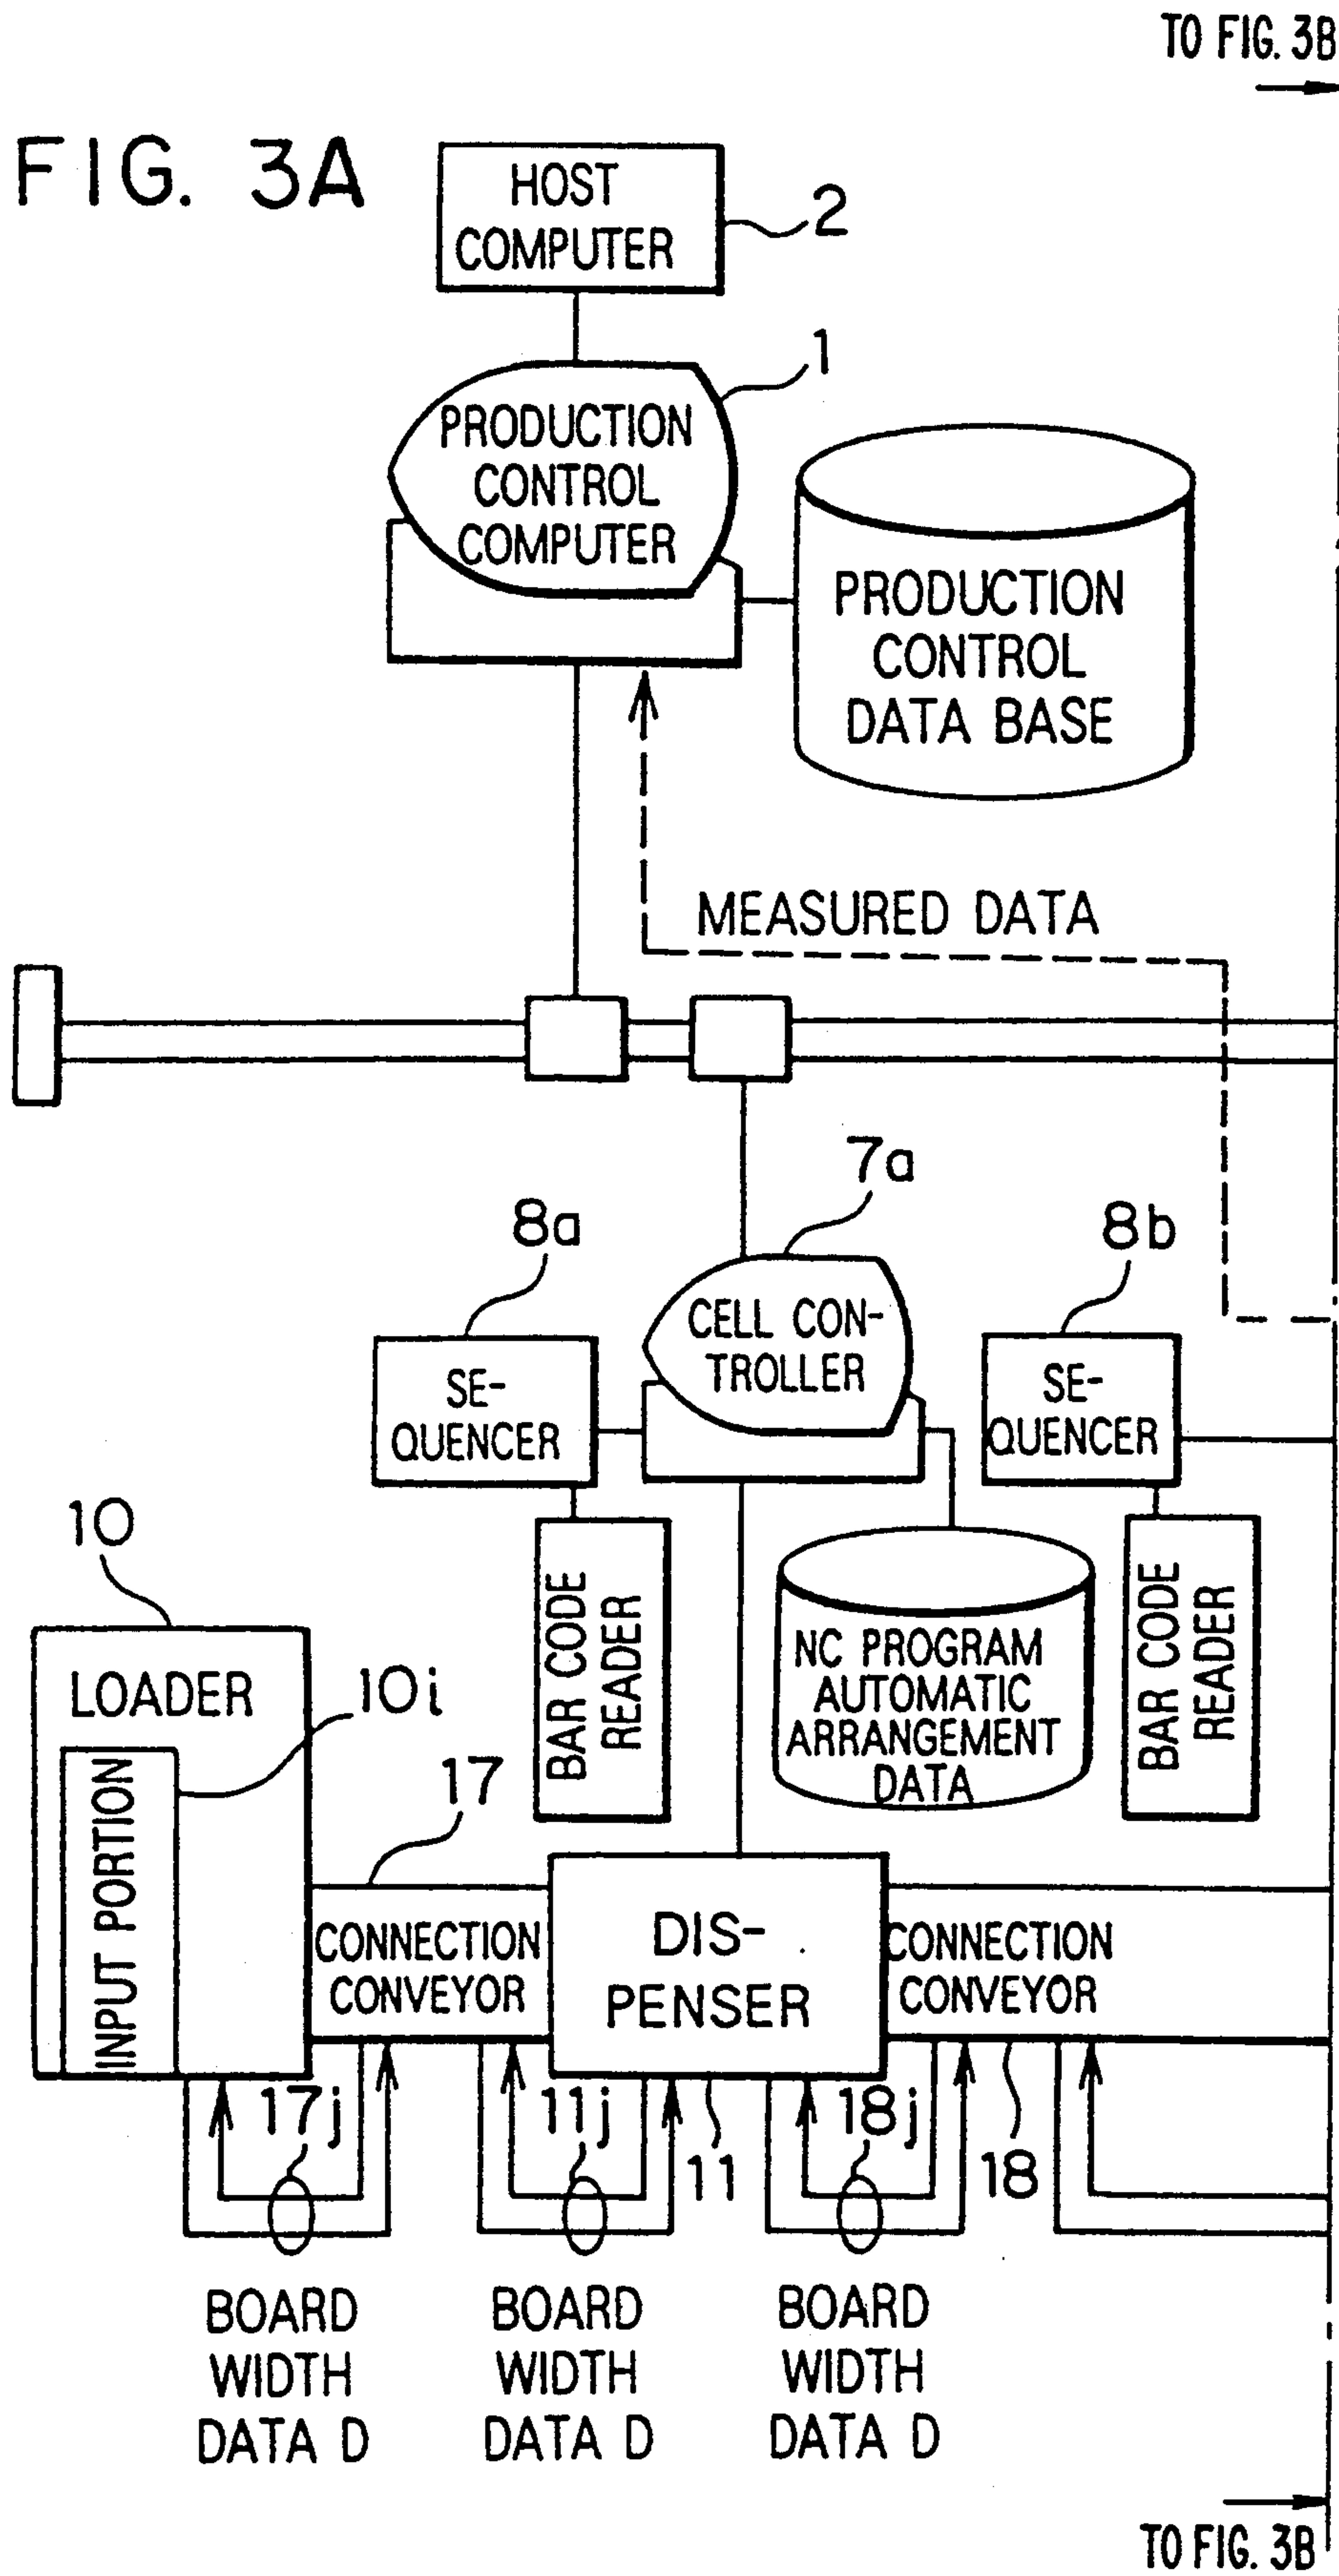 TO FIG. 3B
FIG. 3A
HOST
COMPUTER
2
1
PRODUCTION
CONTROL
COMPUTER
PRODUCTION
CONTROL
DATA BASE
MEASURED DATA
7a
8a
8b
CELL CON-
TROLLER
SE-
QUENCER
SE-
QUENCER
10
BAR CODE
READER
NC PROGRAM
AUTOMATIC
ARRANGEMENT
DATA
BAR CODE
READER
LOADER
10i
INPUT PORTION
17
CONNECTION
CONVEYOR
DIS-
PENSER
CONNECTION
CONVEYOR
17j
11j
11
18j
18
BOARD
WIDTH
DATA D
BOARD
WIDTH
DATA D
BOARD
WIDTH
DATA D
TO FIG. 3B